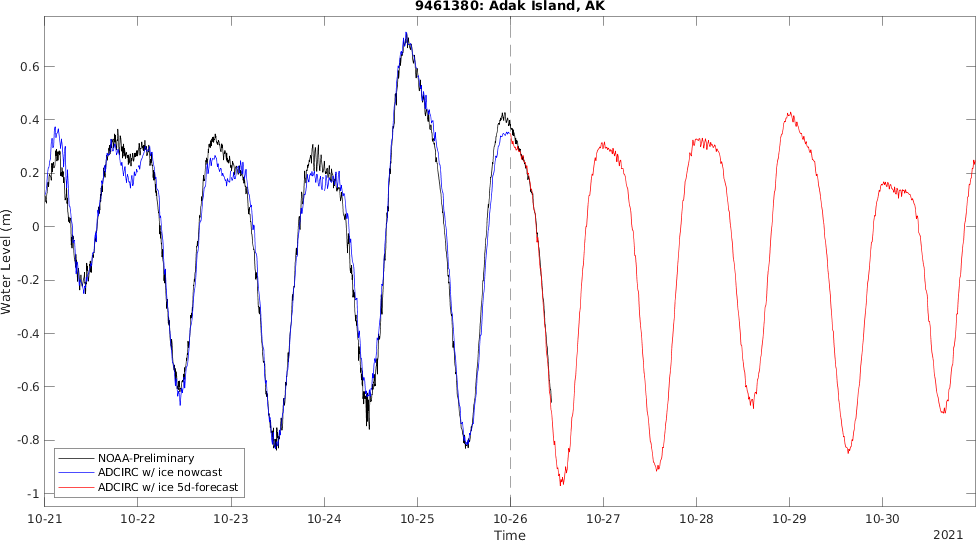 9461380: Adak Island, AK
Water Level (m)
0.6
0.4
0.2
0
-0.2
-0.4
-0.6
-0.8
-1
NOAA-Preliminary
ADCIRC w/ ice nowcast
ADCIRC w/ ice 5d-forecast
10-21 10-22 10-23 10-24 10-25 10-26 10-27 10-28 10-29 10-30
Time
2021